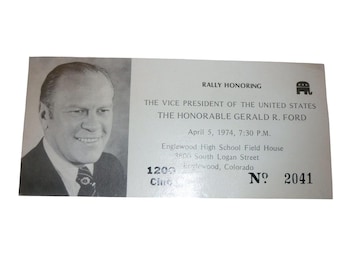 RALLY HONORING
THE VICE PRESIDENT OF THE UNITED STATES
THE HONORABLE GERALD R. FORD
April 5, 1974, 7:30 P.M.
Englewood High School Field House
3800 South Logan Street
Englewood, Colorado
1209
No. 2041